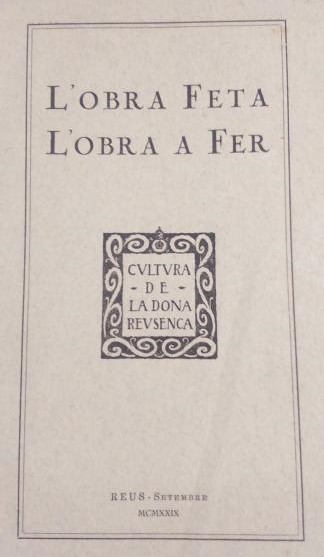 L'OBRA FETA
L'OBRA A FER
CVLTVRA
- DE -
LA DONA
REVSENCA
REUS - SETEMBRE
MCMXXIX